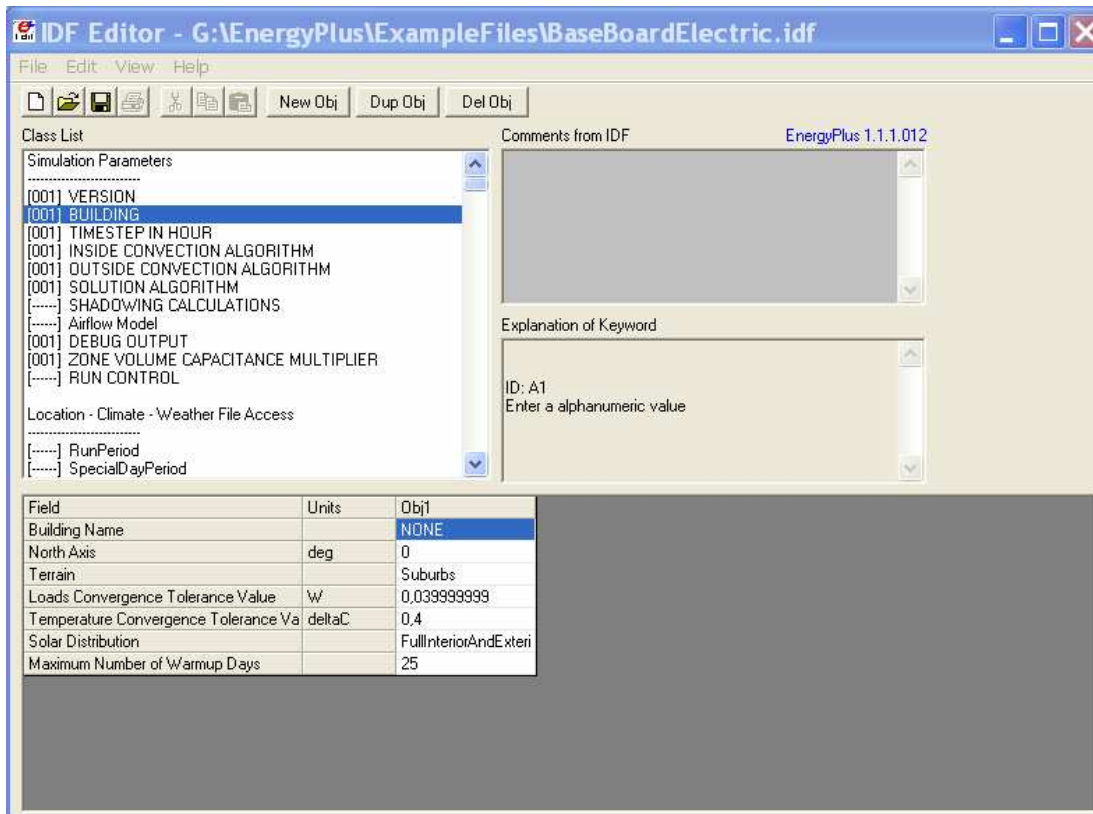 IDF Editor - G:\EnergyPlus\ExampleFiles\BaseBoardElectric.idf
File Edit View Help
New Obj Dup Obj Del Obj
Class List
Simulation Parameters
---------------------------
[001] VERSION
[001] BUILDING
[001] TIMESTEP IN HOUR
[001] INSIDE CONVECTION ALGORITHM
[001] OUTSIDE CONVECTION ALGORITHM
[001] SOLUTION ALGORITHM
[------] SHADOWING CALCULATIONS
[------] Airflow Model
[001] DEBUG OUTPUT
[001] ZONE VOLUME CAPACITANCE MULTIPLIER
[------] RUN CONTROL
Location - Climate - Weather File Access
---------------------------
[------] RunPeriod
[------] SpecialDayPeriod
Comments from IDF EnergyPlus 1.1.1.012
Explanation of Keyword
ID: A1
Enter a alphanumeric value
Field Units Obj1
Building Name NONE
North Axis deg 0
Terrain Suburbs
Loads Convergence Tolerance Value W 0,039999999
Temperature Convergence Tolerance Va deltaC 0,4
Solar Distribution FullInteriorAndExteri
Maximum Number of Warmup Days 25